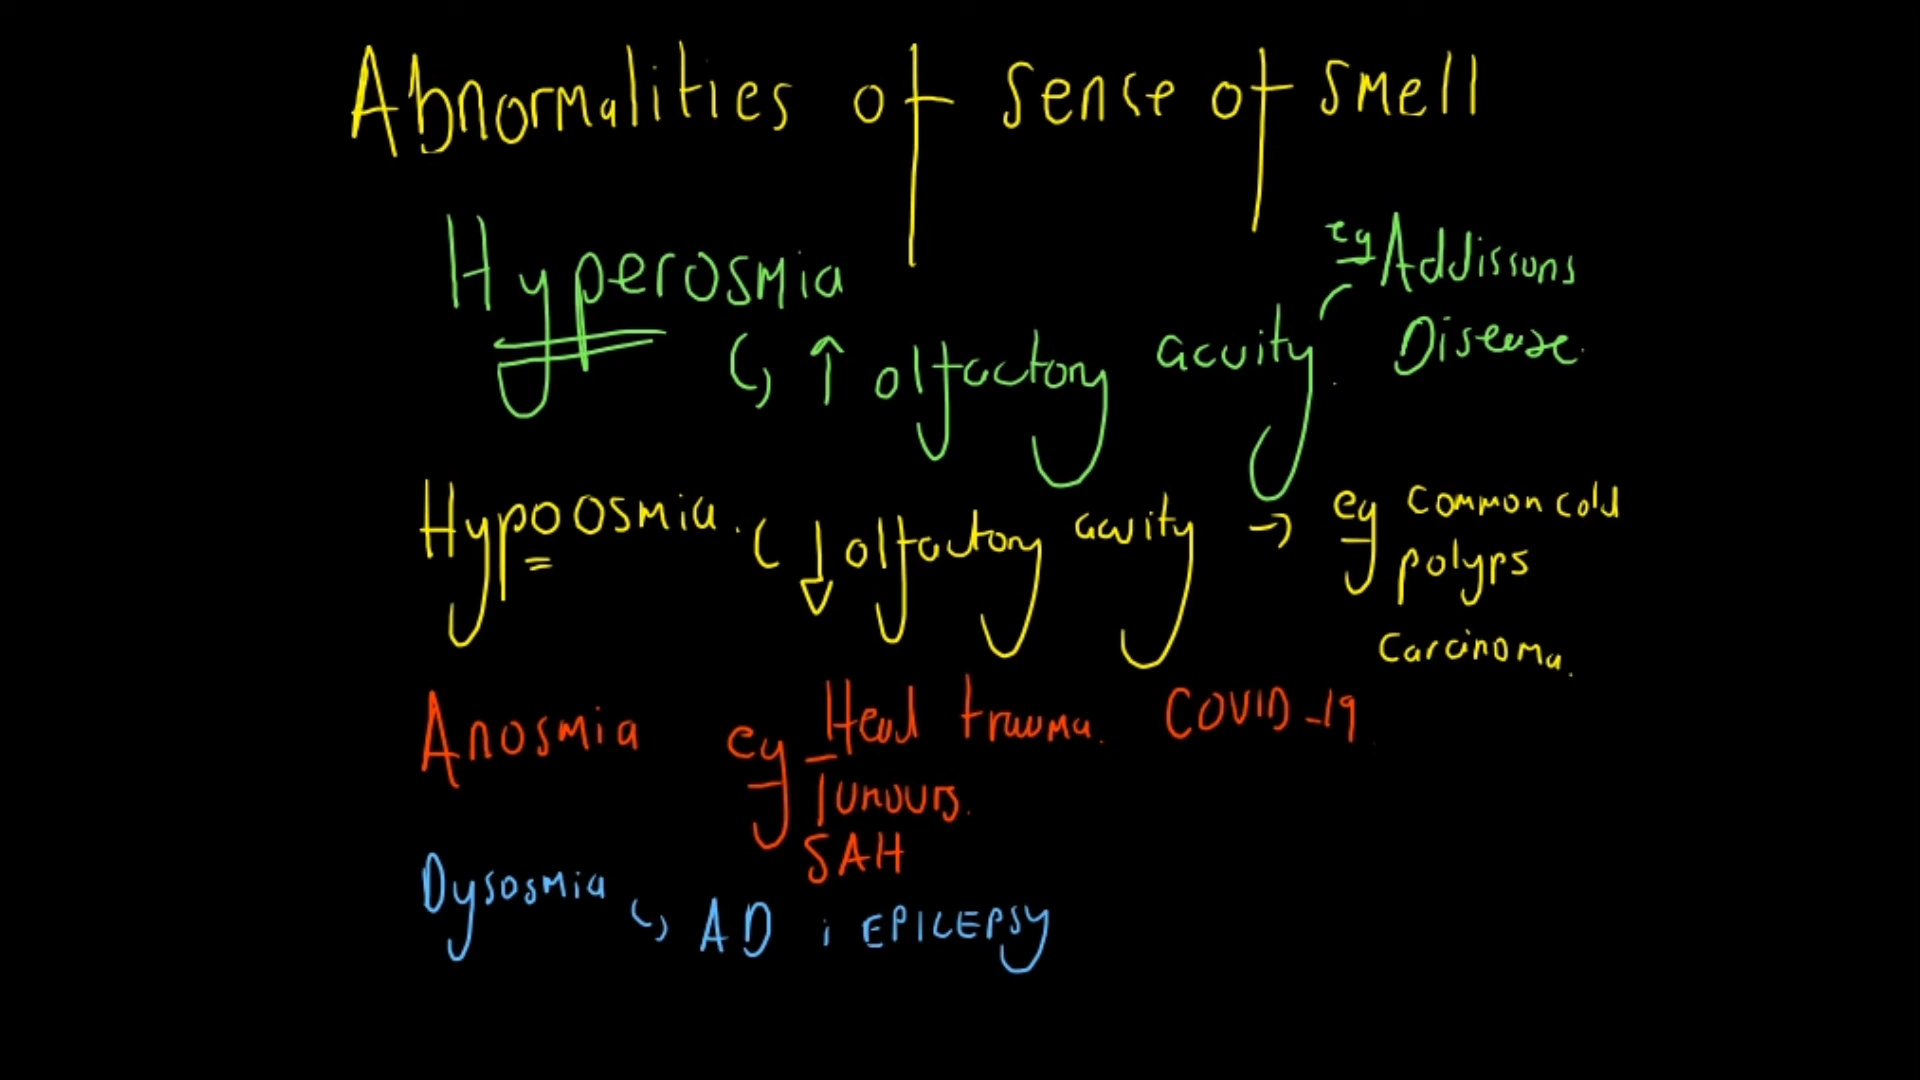 Abnormalities of sense of smell
Hyperosmia
↑ olfactory acuity
eg Addissons
Disease.
Hypoosmia. ↓ olfactory acuity → eg Common cold
polyps
Carcinoma.
Anosmia eg Head trauma. COVID-19
Tumours.
SAH
Dysosmia
AD ; EPILEPSY